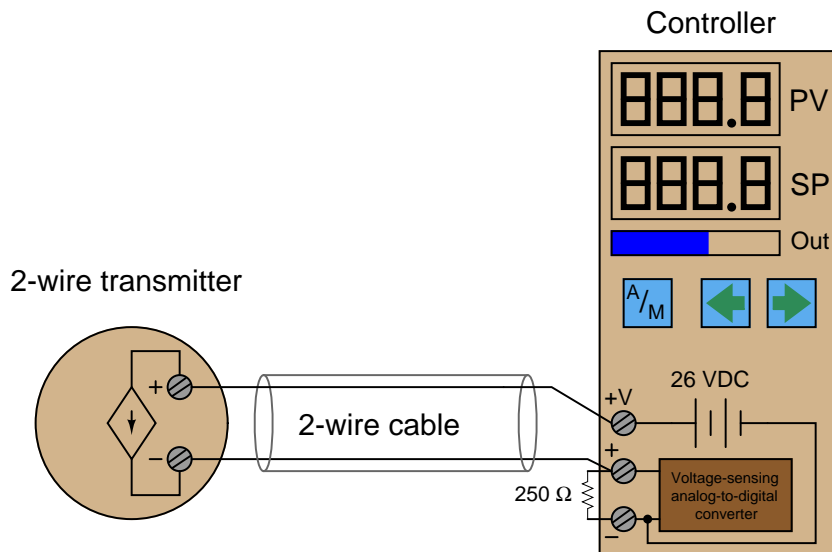 Controller
888.8
PV
888.8
SP
Out
A/M
2-wire transmitter
26 VDC
+V
+
2-wire cable
−
+
250 Ω
−
Voltage-sensing
analog-to-digital
converter